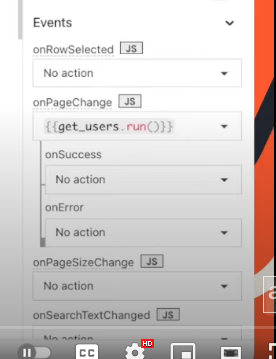 Events
onRowSelected JS
No action
onPageChange JS
{{get_users.run()}}
onSuccess
No action
onError
No action
onPageSizeChange JS
No action
onSearchTextChanged JS
No action
CC
HD